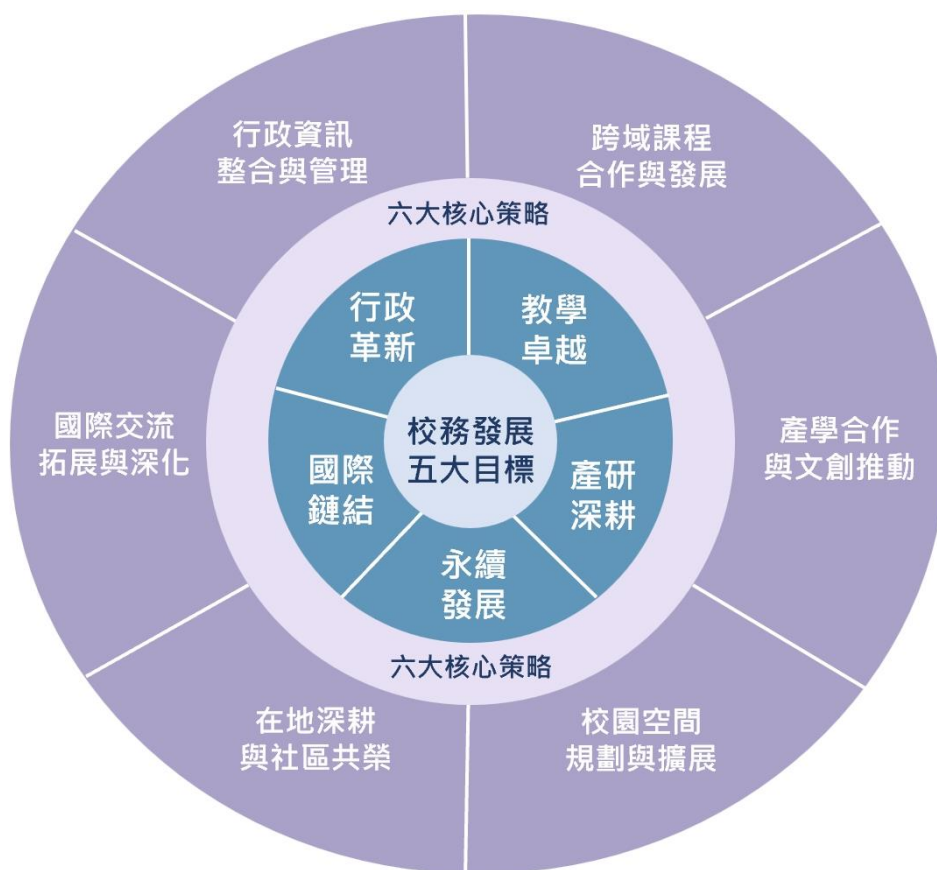 行政資訊
整合與管理
跨域課程
合作與發展
六大核心策略
行政
革新
教學
卓越
國際交流
拓展與深化
校務發展
五大目標
產學合作
與文創推動
國際
鏈結
產研
深耕
永續
發展
六大核心策略
在地深耕
與社區共榮
校園空間
規劃與擴展